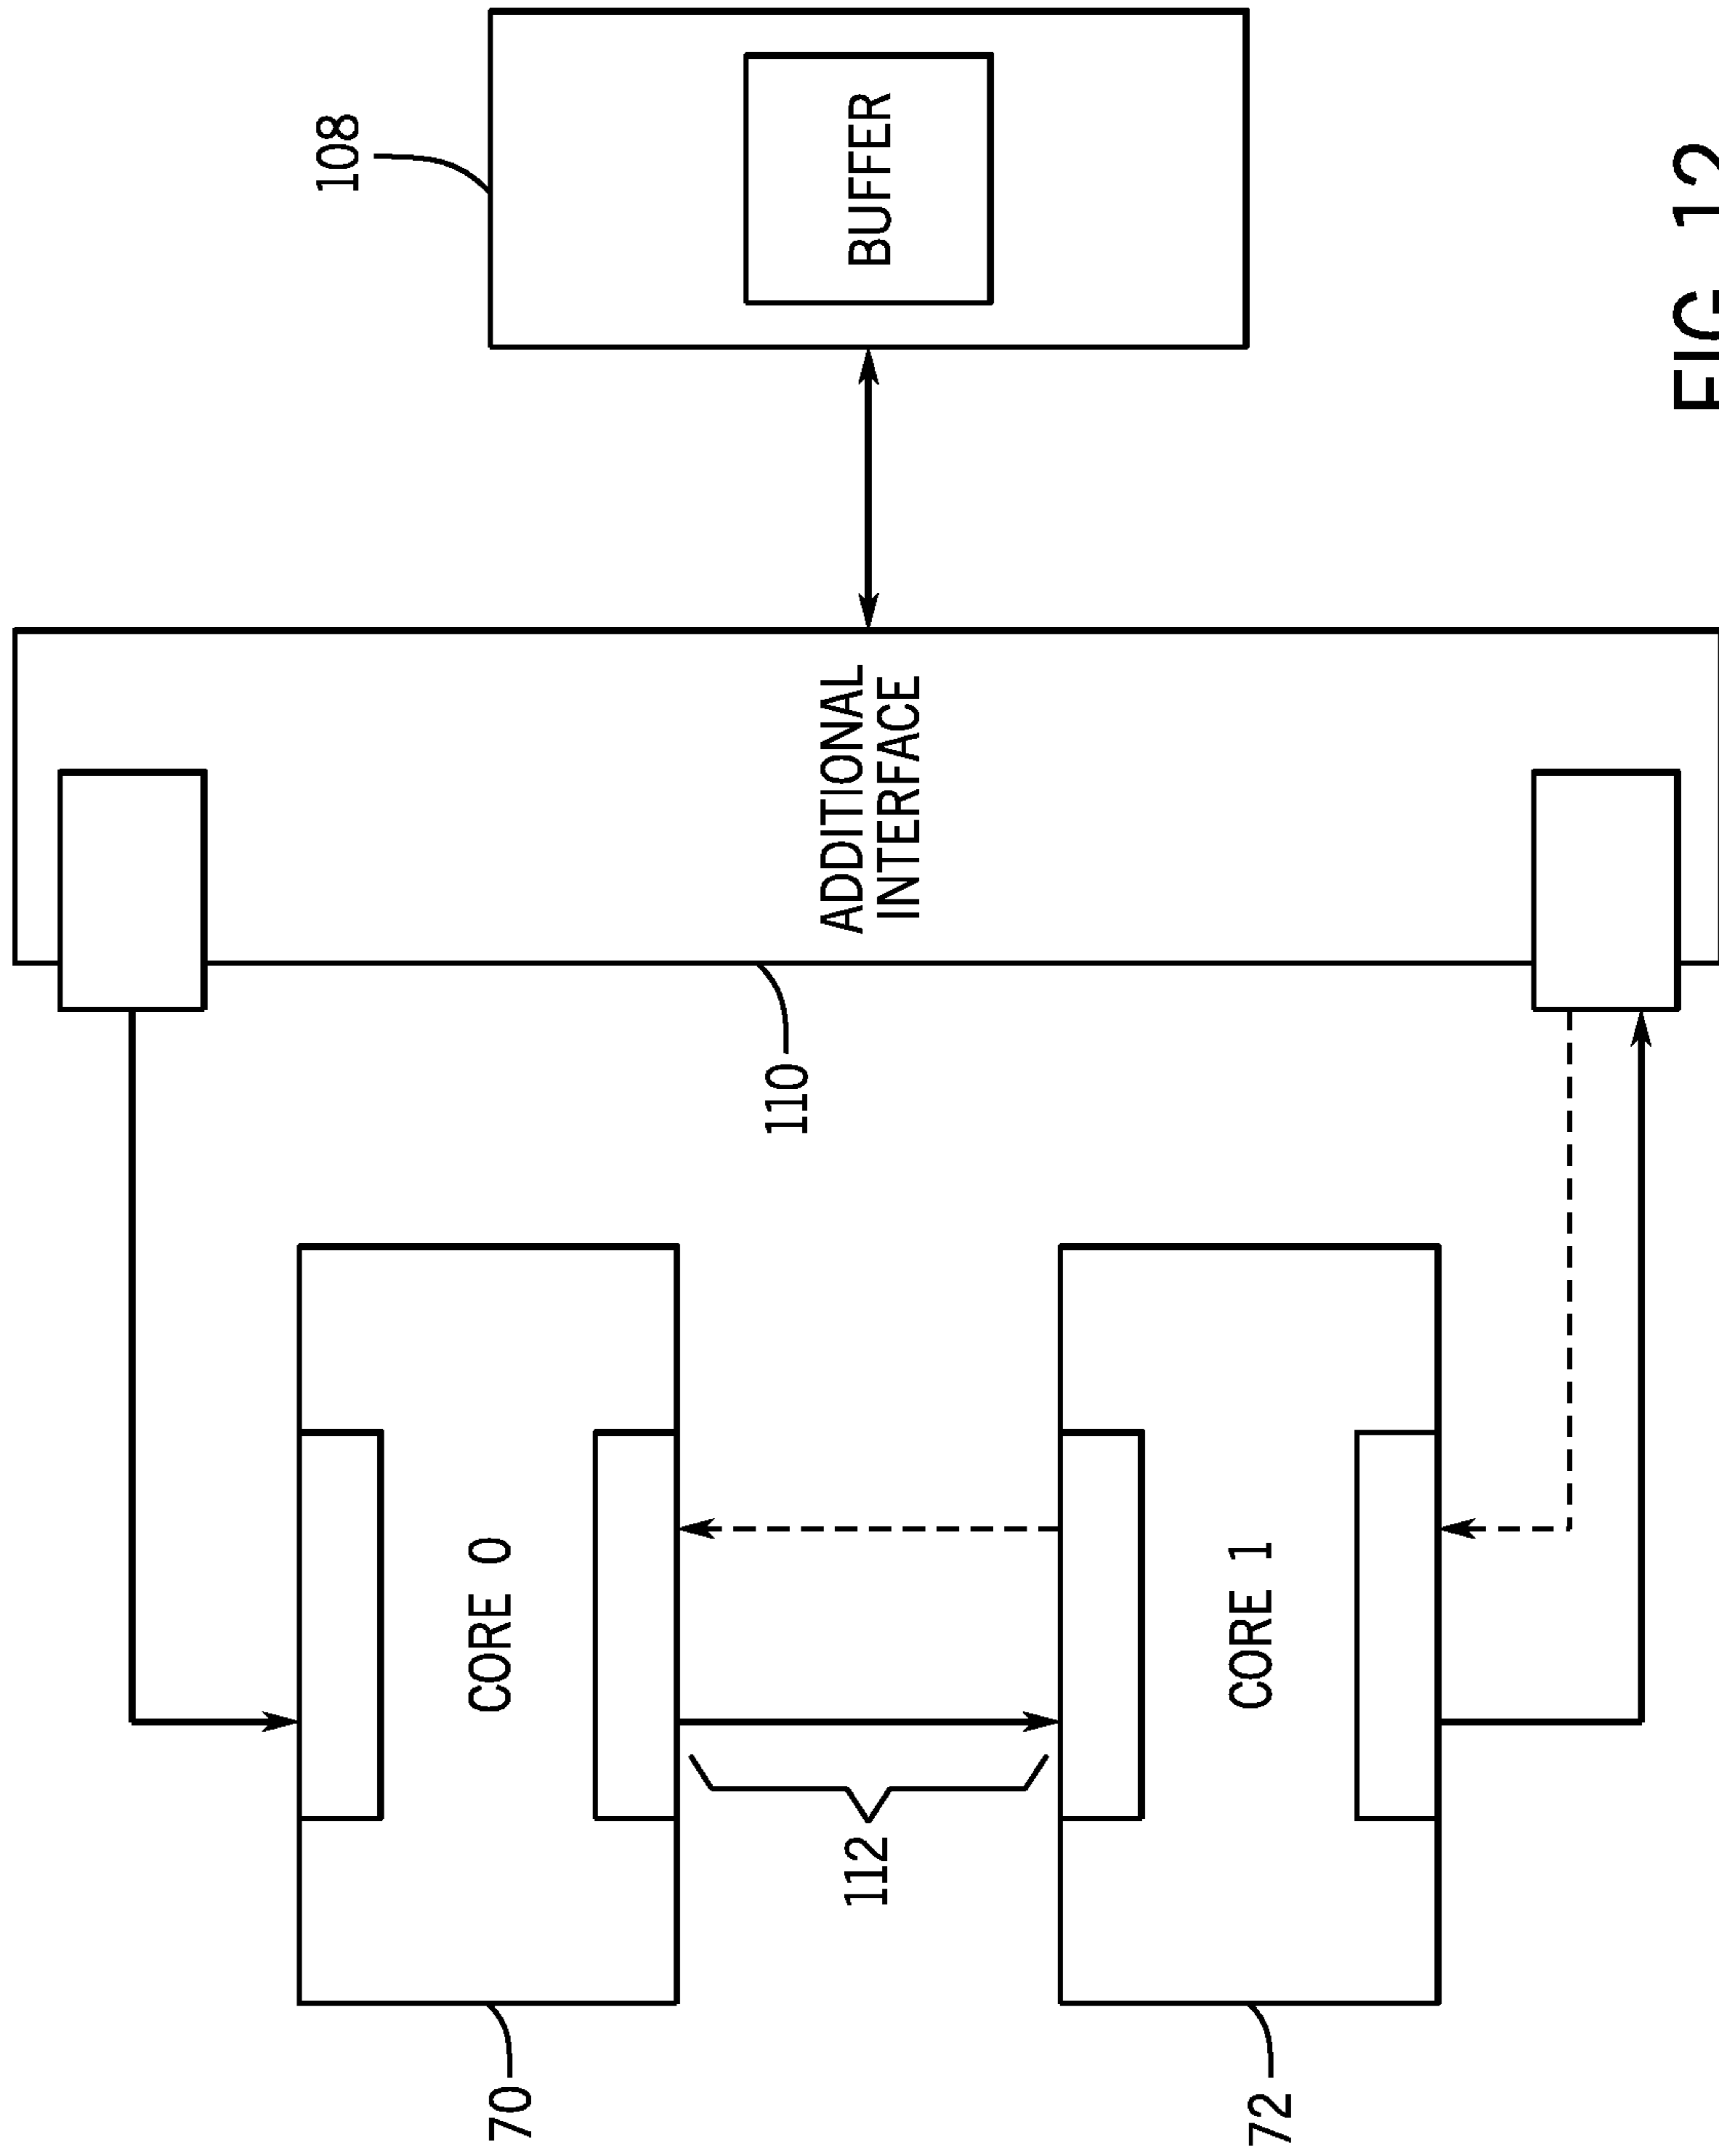 70
CORE 0
112
72
CORE 1
110
ADDITIONAL
INTERFACE
108
BUFFER
FIG. 12